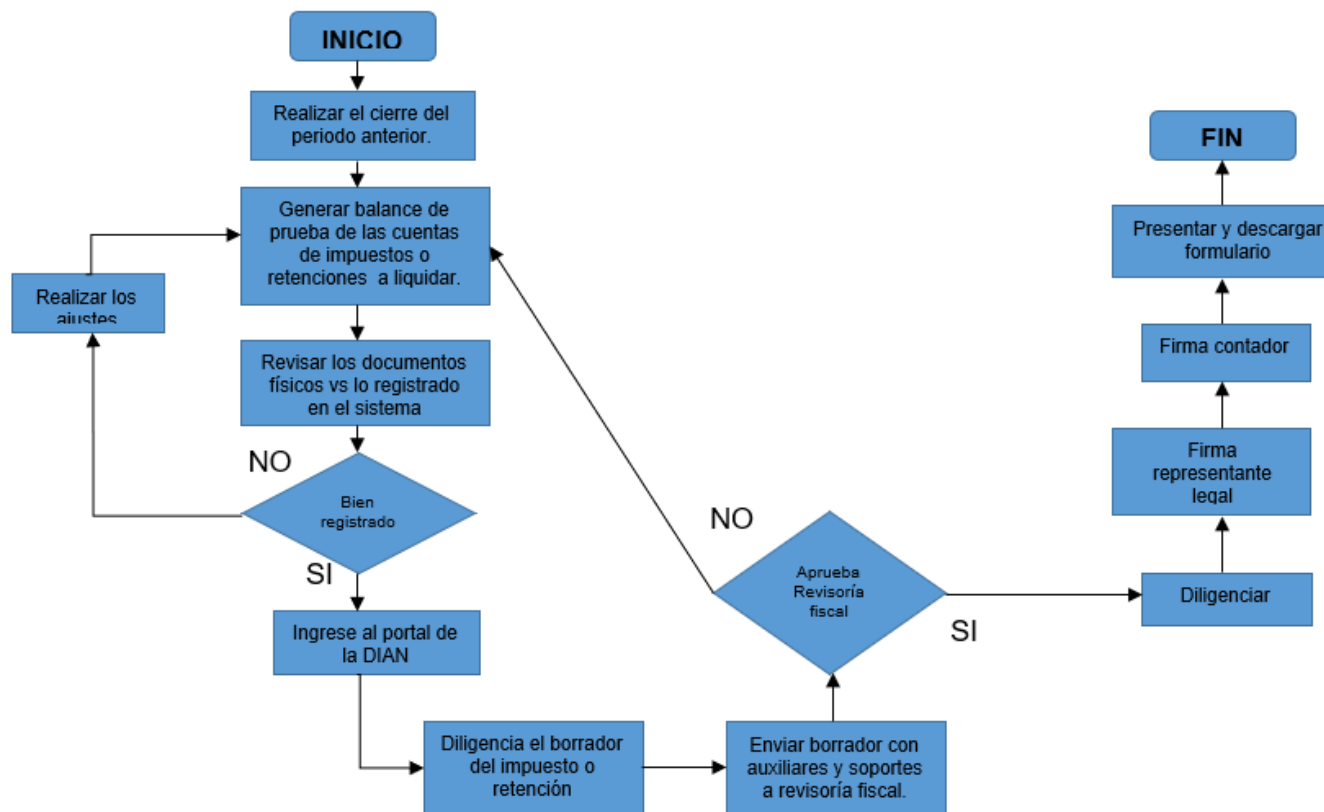 INICIO
Realizar el cierre del
periodo anterior.
Generar balance de
prueba de las cuentas
de impuestos o
retenciones a liquidar.
Realizar los
ajustes
Revisar los documentos
físicos vs lo registrado
en el sistema
NO
Bien
registrado
SI
Ingrese al portal de
la DIAN
Diligencia el borrador
del impuesto o
retención
Enviar borrador con
auxiliares y soportes
a revisoría fiscal.
NO
Aprueba
Revisoría
fiscal
SI
Diligenciar
Firma
representante
legal
Firma contador
Presentar y descargar
formulario
FIN